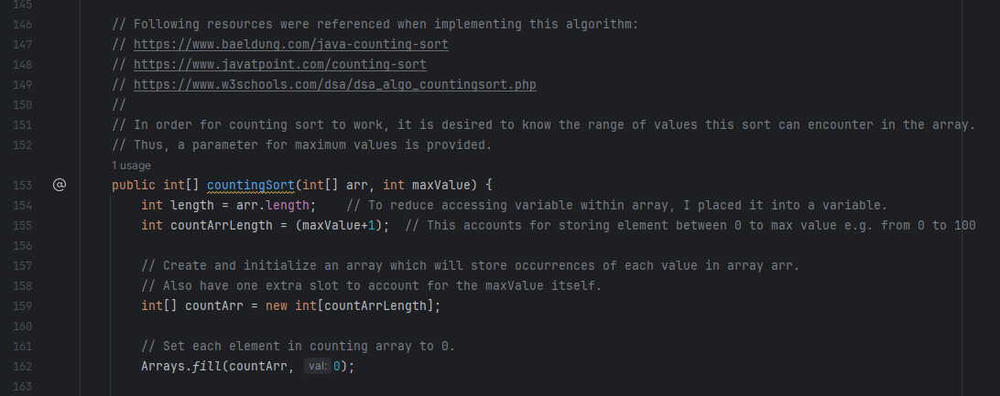 145
146 // Following resources were referenced when implementing this algorithm:
147 // https://www.baeldung.com/java-counting-sort
148 // https://www.javatpoint.com/counting-sort
149 // https://www.w3schools.com/dsa/dsa_algo_countingsort.php
150 //
151 // In order for counting sort to work, it is desired to know the range of values this sort can encounter in the array.
152 // Thus, a parameter for maximum values is provided.
1 usage
153 @ public int[] countingSort(int[] arr, int maxValue) {
154 int length = arr.length; // To reduce accessing variable within array, I placed it into a variable.
155 int countArrLength = (maxValue+1); // This accounts for storing element between 0 to max value e.g. from 0 to 100
156
157 // Create and initialize an array which will store occurrences of each value in array arr.
158 // Also have one extra slot to account for the maxValue itself.
159 int[] countArr = new int[countArrLength];
160
161 // Set each element in counting array to 0.
162 Arrays.fill(countArr, val: 0);
163